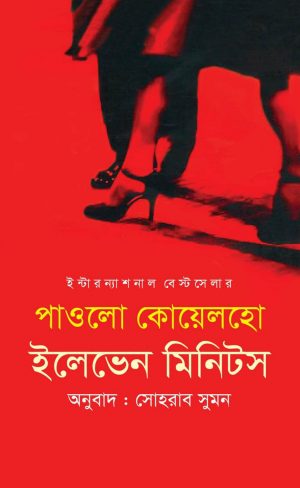 ইন্টারন্যাশনাল বেস্টসেলার
পাওলো কোয়েলহো
ইলেভেন মিনিটস
অনুবাদ : সোহরাব সুমন